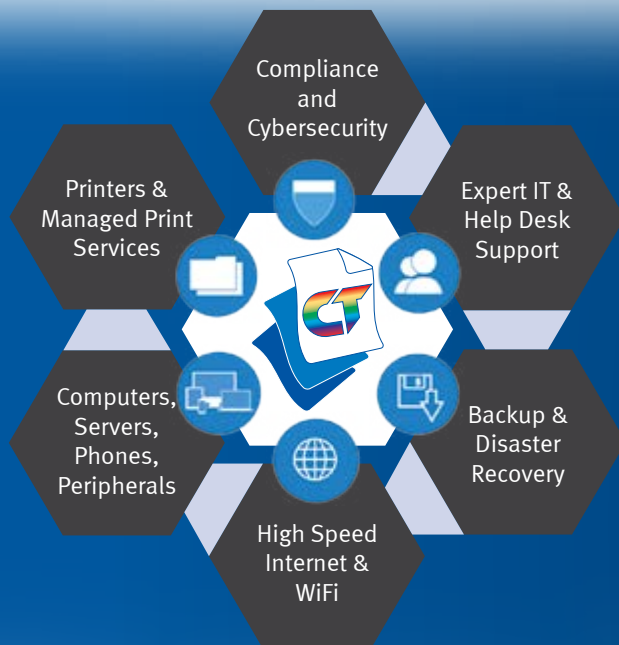 Compliance
and
Cybersecurity
Expert IT &
Help Desk
Support
Backup &
Disaster
Recovery
High Speed
Internet &
WiFi
Computers,
Servers,
Phones,
Peripherals
Printers &
Managed Print
Services
CT